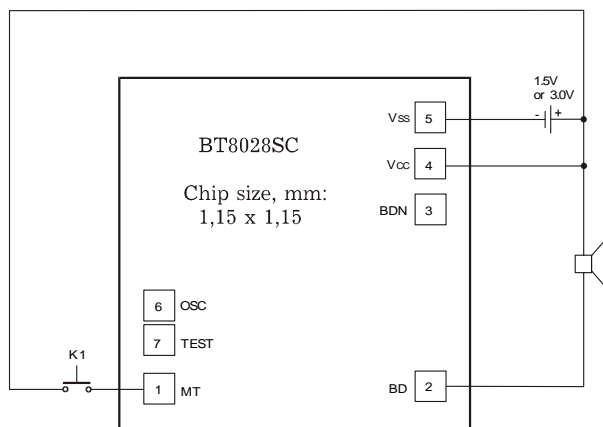 1.5V
or 3.0V
- +
Vss 5
BT8028SC
Vcc 4
Chip size, mm:
1,15 x 1,15
BDN 3
6 OSC
7 TEST
K1
1 MT
BD 2